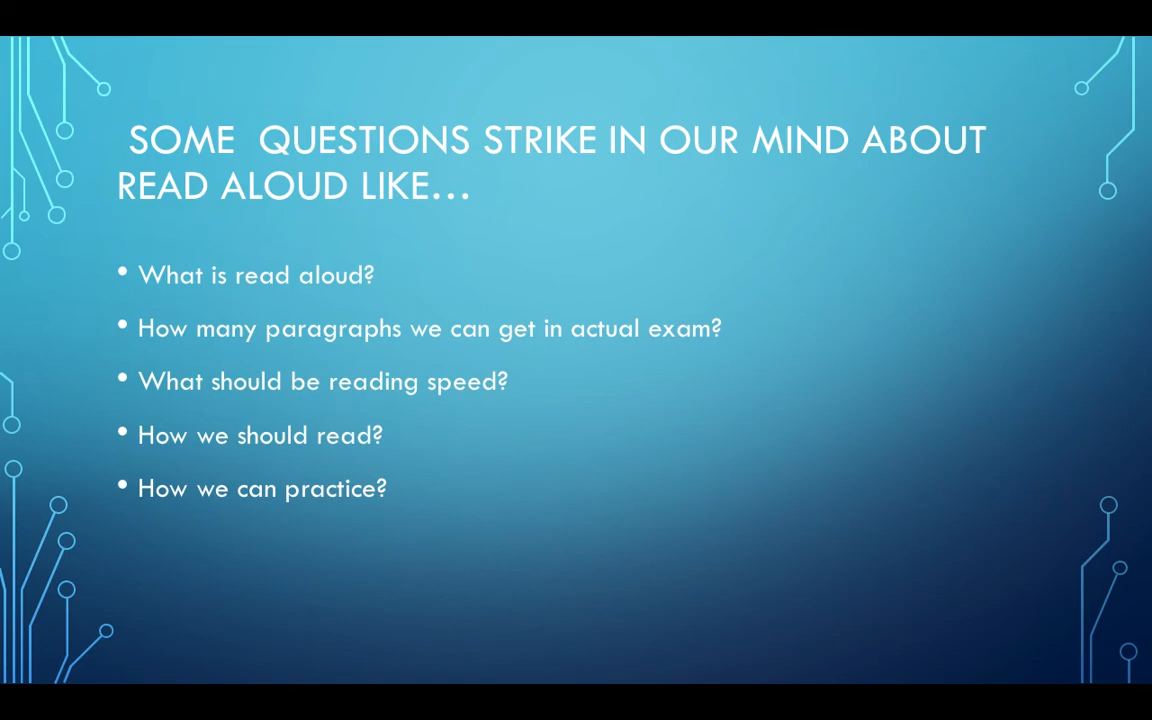 SOME QUESTIONS STRIKE IN OUR MIND ABOUT
READ ALOUD LIKE...
• What is read aloud?
• How many paragraphs we can get in actual exam?
• What should be reading speed?
• How we should read?
• How we can practice?